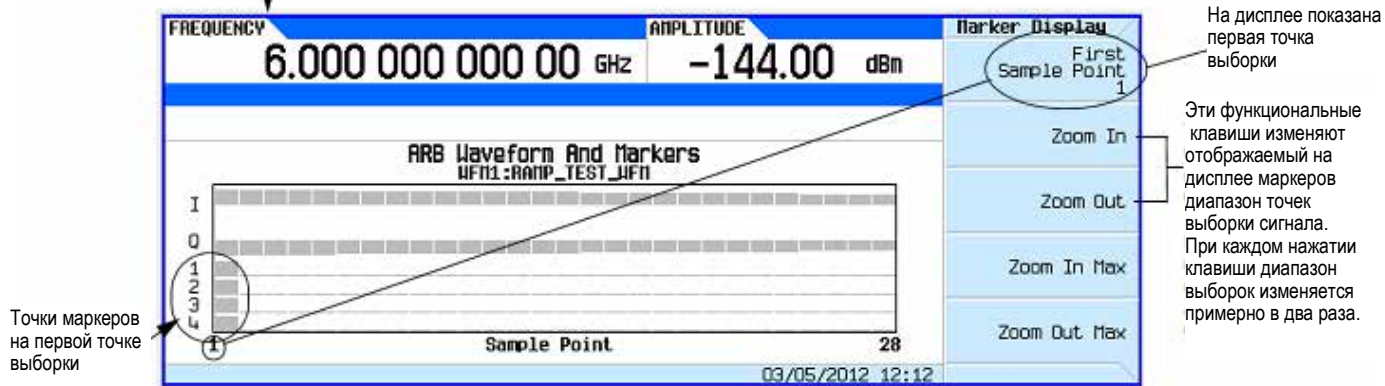 FREQUENCY
6.000 000 000 00 GHz
AMPLITUDE
-144.00 dBm
ARB Waveform And Markers
WFM1:RAMP_TEST_WFM
I
Q
1
2
3
4
1 Sample Point 28
03/05/2012 12:12
Marker Display
First
Sample Point
1
Zoom In
Zoom Out
Zoom In Max
Zoom Out Max
На дисплее показана
первая точка
выборки
Эти функциональные
клавиши изменяют
отображаемый на
дисплее маркеров
диапазон точек
выборки сигнала.
При каждом нажатии
клавиши диапазон
выборок изменяется
примерно в два раза.
Точки маркеров
на первой точке
выборки